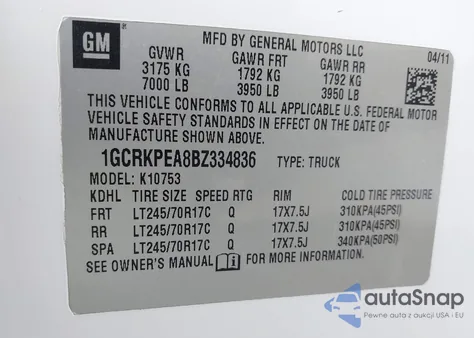 GM
MFD BY GENERAL MOTORS LLC
04/11
GVWR GAWR FRT GAWR RR
3175 KG 1792 KG 1792 KG
7000 LB 3950 LB 3950 LB
THIS VEHICLE CONFORMS TO ALL APPLICABLE U.S. FEDERAL MOTOR
VEHICLE SAFETY STANDARDS IN EFFECT ON THE DATE OF
MANUFACTURE SHOWN ABOVE.
1GCRKPEA8BZ334836 TYPE: TRUCK
MODEL: K10753
KDHL TIRE SIZE SPEED RTG RIM COLD TIRE PRESSURE
FRT LT245/70R17C Q 17X7.5J 310KPA(45PSI)
RR LT245/70R17C Q 17X7.5J 310KPA(45PSI)
SPA LT245/70R17C Q 17X7.5J 340KPA(50PSI)
SEE OWNER'S MANUAL FOR MORE INFORMATION.
autoSnap
Pewne auta z aukcji USA i EU